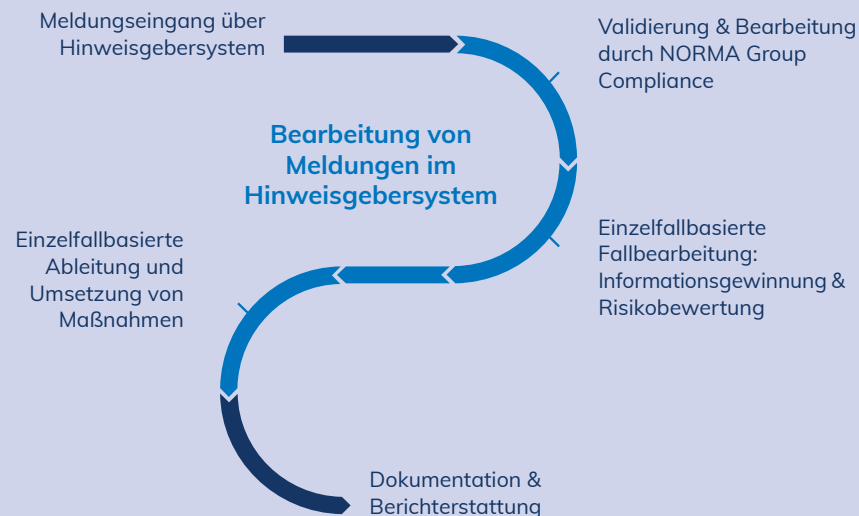 Meldungseingang über
Hinweisgebersystem
Validierung & Bearbeitung
durch NORMA Group
Compliance
Bearbeitung von
Meldungen im
Hinweisgebersystem
Einzelfallbasierte
Fallbearbeitung:
Informationsgewinnung &
Risikobewertung
Einzelfallbasierte
Ableitung und
Umsetzung von
Maßnahmen
Dokumentation &
Berichterstattung